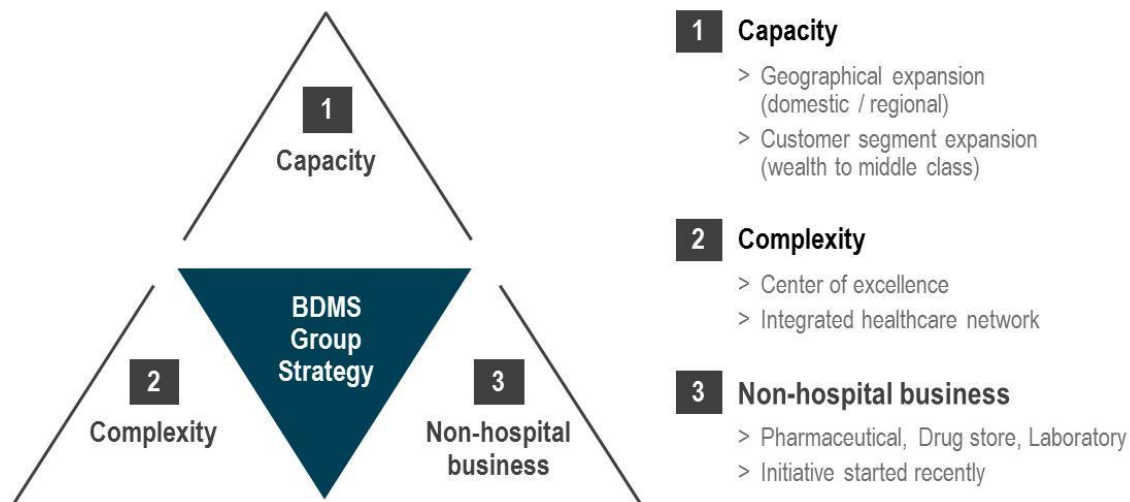 1
Capacity
BDMS
Group
Strategy
2
Complexity
3
Non-hospital
business
1 Capacity
> Geographical expansion
(domestic / regional)
> Customer segment expansion
(wealth to middle class)
2 Complexity
> Center of excellence
> Integrated healthcare network
3 Non-hospital business
> Pharmaceutical, Drug store, Laboratory
> Initiative started recently